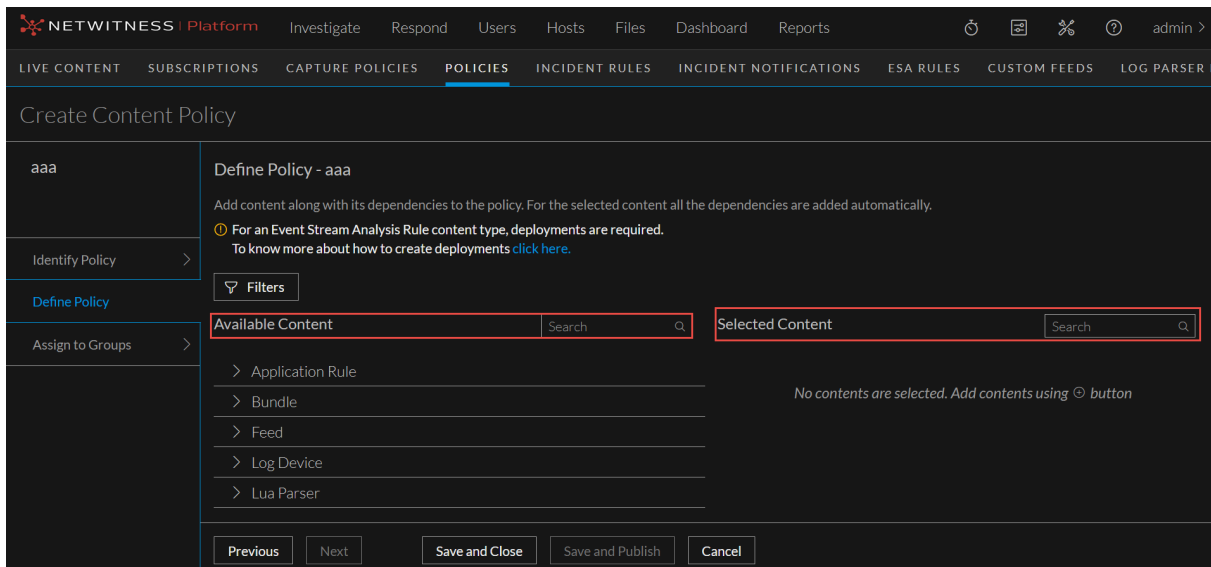 NETWITNESS | Platform Investigate Respond Users Hosts Files Dashboard Reports admin >
LIVE CONTENT SUBSCRIPTIONS CAPTURE POLICIES POLICIES INCIDENT RULES INCIDENT NOTIFICATIONS ESA RULES CUSTOM FEEDS LOG PARSER
Create Content Policy
aaa
Identify Policy
Define Policy
Assign to Groups
Define Policy - aaa
Add content along with its dependencies to the policy. For the selected content all the dependencies are added automatically.
For an Event Stream Analysis Rule content type, deployments are required.
To know more about how to create deployments click here.
Filters
Available Content Search
Application Rule
Bundle
Feed
Log Device
Lua Parser
Selected Content Search
No contents are selected. Add contents using ⊕ button
Previous Next Save and Close Save and Publish Cancel